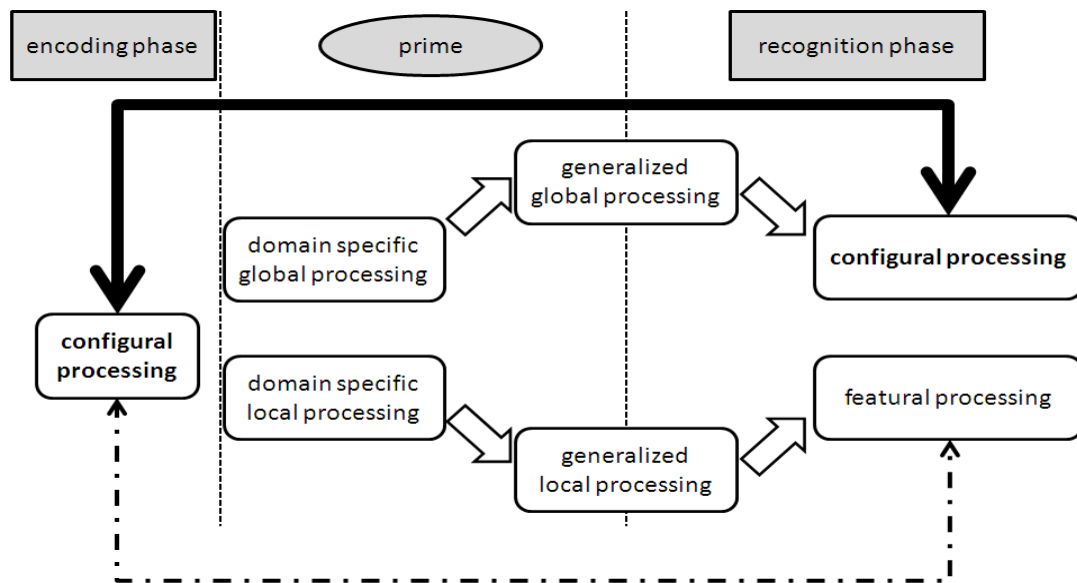 encoding phase
prime
recognition phase
generalized
global processing
domain specific
global processing
configural processing
configural
processing
domain specific
local processing
featural processing
generalized
local processing